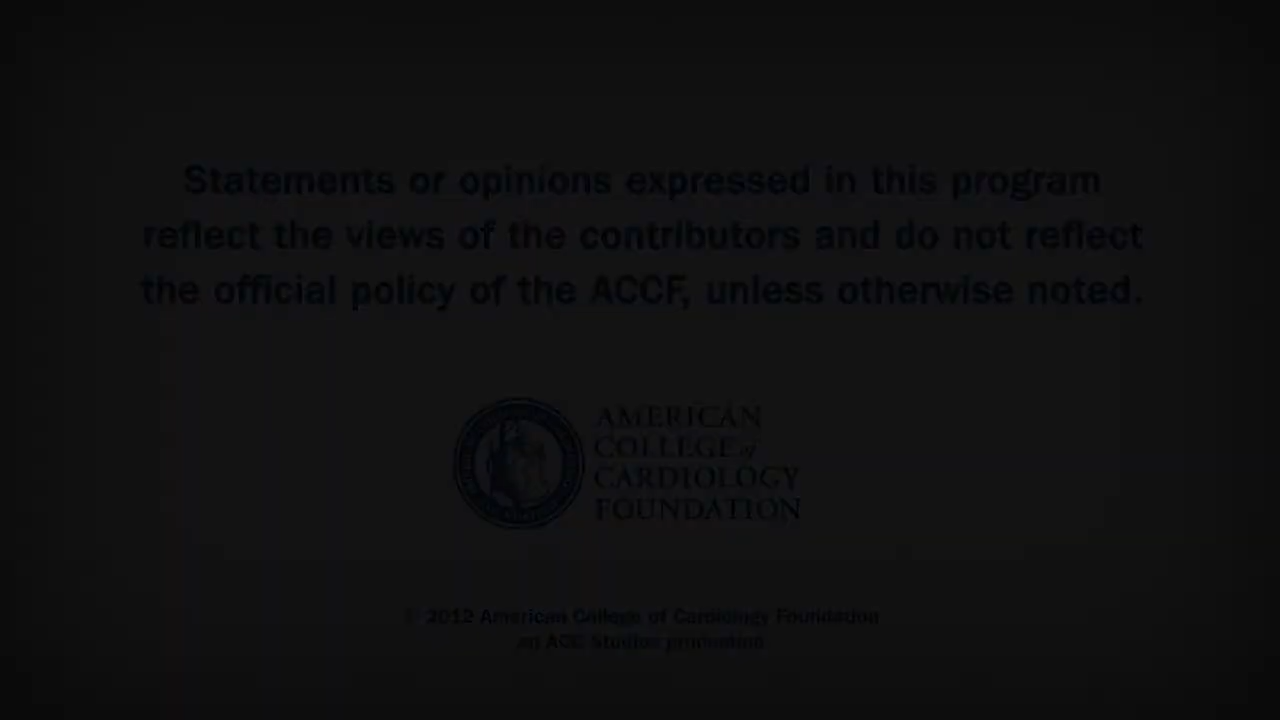 Statements or opinions expressed in this program
reflect the views of the contributors and do not reflect
the official policy of the ACCF, unless otherwise noted.
AMERICAN
COLLEGE of
CARDIOLOGY
FOUNDATION
© 2012 American College of Cardiology Foundation
an ACC Studios production